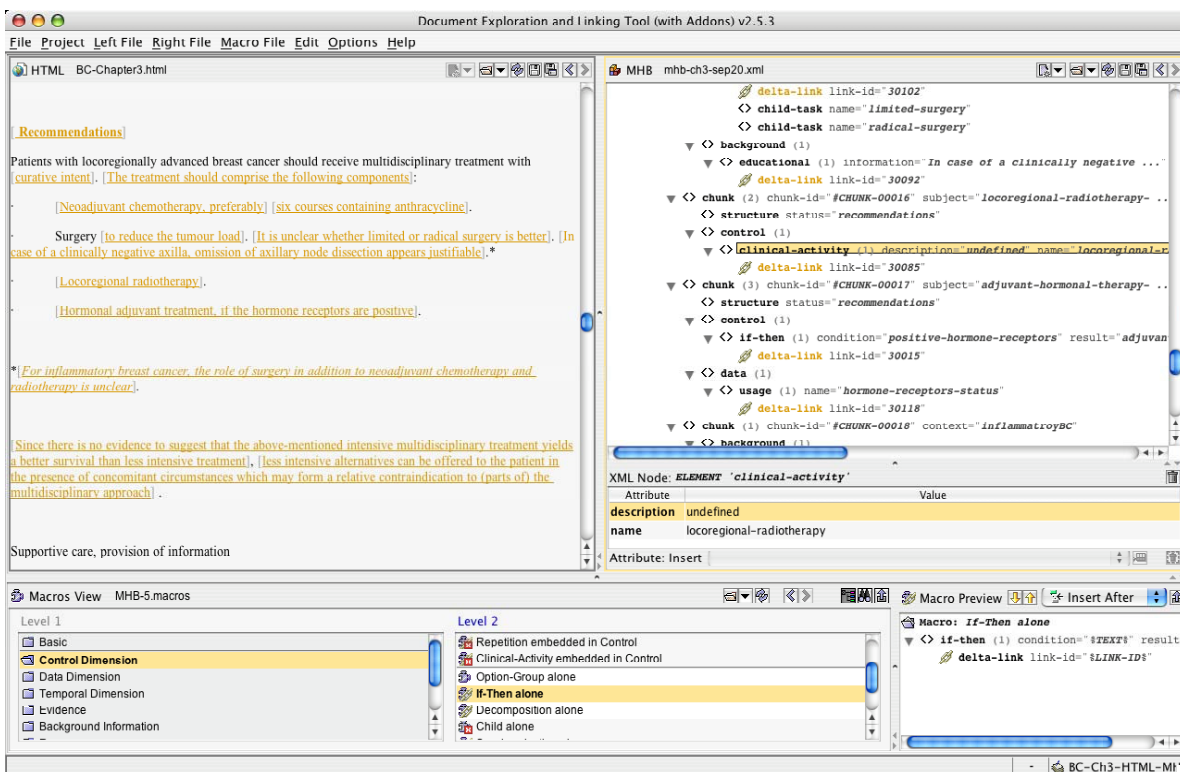 Document Exploration and Linking Tool (with Addons) v2.5.3
File Project Left File Right File Macro File Edit Options Help
HTML BC-Chapter3.html
[ Recommendations]
Patients with locoregionally advanced breast cancer should receive multidisciplinary treatment with
[curative intent]. [The treatment should comprise the following components]:
· [Neoadjuvant chemotherapy, preferably] [six courses containing anthracycline].
· Surgery [to reduce the tumour load]. [It is unclear whether limited or radical surgery is better]. [In
case of a clinically negative axilla, omission of axillary node dissection appears justifiable].*
· [Locoregional radiotherapy].
· [Hormonal adjuvant treatment, if the hormone receptors are positive].
*[For inflammatory breast cancer, the role of surgery in addition to neoadjuvant chemotherapy and
radiotherapy is unclear].
[Since there is no evidence to suggest that the above-mentioned intensive multidisciplinary treatment yields
a better survival than less intensive treatment], [less intensive alternatives can be offered to the patient in
the presence of concomitant circumstances which may form a relative contraindication to (parts of) the
multidisciplinary approach] .
Supportive care, provision of information
MHB mhb-ch3-sep20.xml
delta-link link-id="30102"
<> child-task name="limited-surgery"
<> child-task name="radical-surgery"
<> background (1)
<> educational (1) information="In case of a clinically negative ..."
delta-link link-id="30092"
<> chunk (2) chunk-id="#CHUNK-00016" subject="locoregional-radiotherapy- ..
<> structure status="recommendations"
<> control (1)
<> clinical-activity (1) description="undefined" name="locoregional-r
delta-link link-id="30085"
<> chunk (3) chunk-id="#CHUNK-00017" subject="adjuvant-hormonal-therapy- ..
<> structure status="recommendations"
<> control (1)
<> if-then (1) condition="positive-hormone-receptors" result="adjuvan
delta-link link-id="30015"
<> data (1)
<> usage (1) name="hormone-receptors-status"
delta-link link-id="30118"
<> chunk (1) chunk-id="#CHUNK-00018" context="inflammatroyBC"
<> background (1)
XML Node: ELEMENT 'clinical-activity'
Attribute Value
description undefined
name locoregional-radiotherapy
Attribute: Insert
Macros View MHB-5.macros
Level 1
Basic
Control Dimension
Data Dimension
Temporal Dimension
Evidence
Background Information
Level 2
Repetition embedded in Control
Clinical-Activity embedded in Control
Option-Group alone
If-Then alone
Decomposition alone
Child alone
Macro Preview Insert After
Macro: If-Then alone
<> if-then (1) condition="$TEXT$" result
delta-link link-id="$LINK-ID$"
- BC-Ch3-HTML-MH